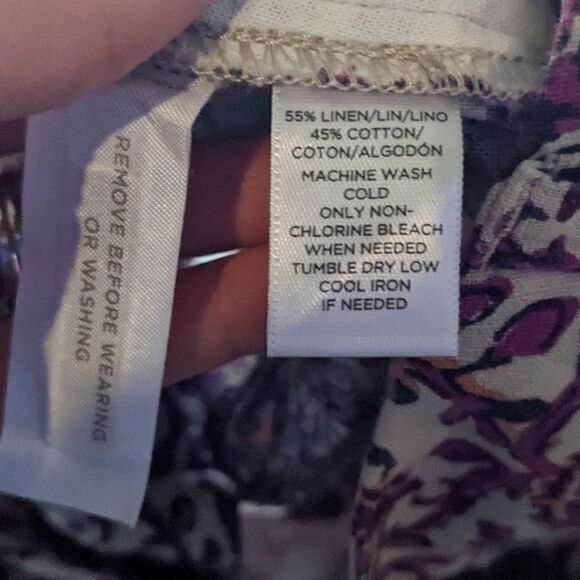 REMOVE BEFORE WEARING
OR WASHING
55% LINEN/LIN/LINO
45% COTTON/
COTON/ALGODÓN
MACHINE WASH
COLD
ONLY NON-
CHLORINE BLEACH
WHEN NEEDED
TUMBLE DRY LOW
COOL IRON
IF NEEDED